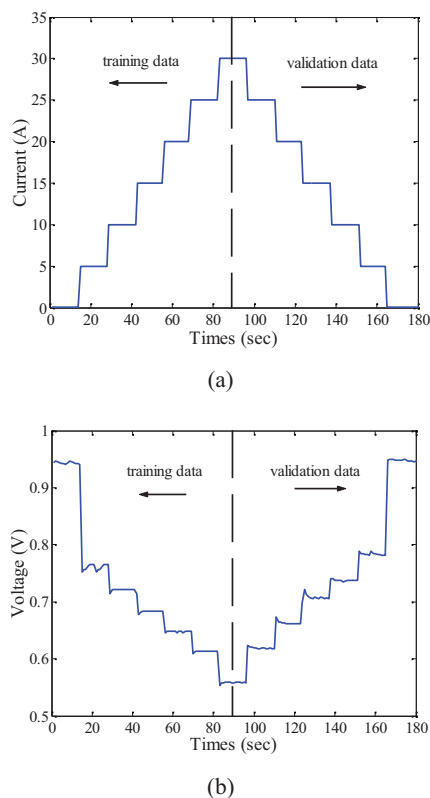 35
30
25
20
15
10
5
0
Current (A)
training data
validation data
0 20 40 60 80 100 120 140 160 180
Times (sec)
(a)
1
0.9
0.8
0.7
0.6
0.5
Voltage (V)
training data
validation data
0 20 40 60 80 100 120 140 160 180
Times (sec)
(b)